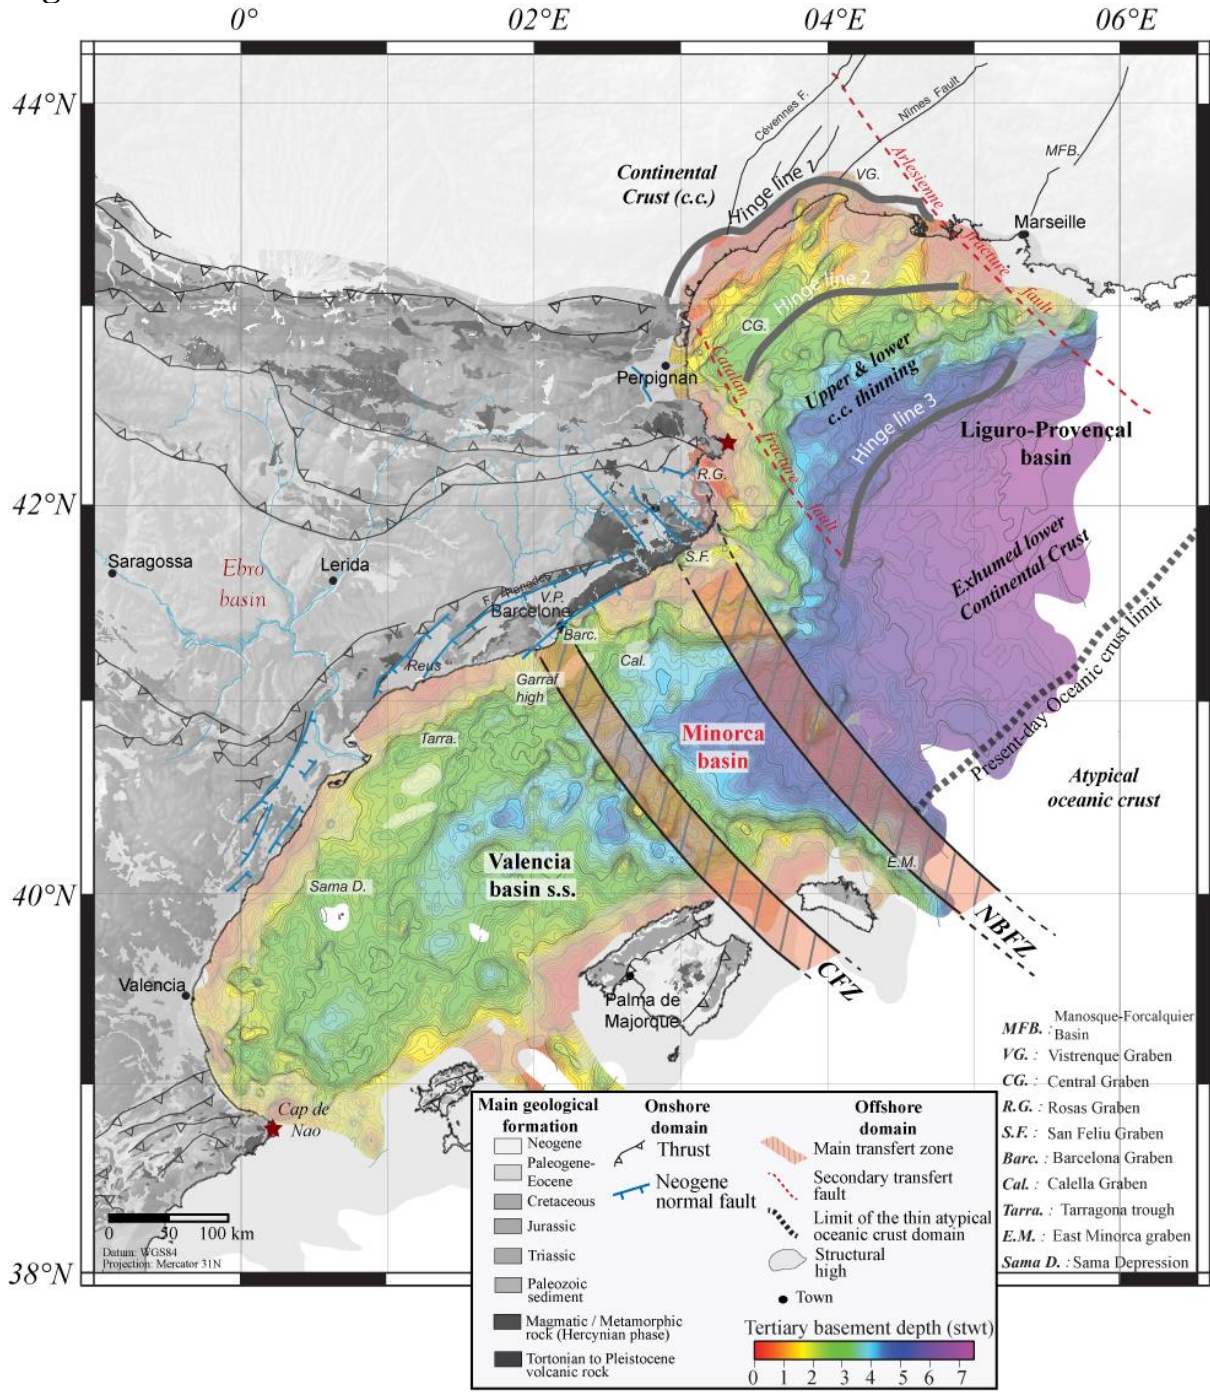 0°
02°E
04°E
06°E
44°N
42°N
40°N
38°N
Cévennes F.
Nîmes Fault
MFB.
Continental
Crust (c.c.)
Hinge line 1
VG.
Arlesienne
fracture
fault
Marseille
Hinge line 2
CG.
Catalan
fracture
fault
Perpignan
Upper & lower
c.c. thinning
Hinge line 3
Liguro-Provençal
basin
R.G.
Exhumed lower
Continental Crust
Saragossa
Ebro
basin
Lerida
S.F.
V.P.
Barcelone
Barc.
Reus
Garraf
high
Cal.
Tarra.
Minorca
basin
Present-day Oceanic crust limit
Atypical
oceanic crust
Valencia
basin s.s.
Sama D.
E.M.
NBFZ
CFZ
Valencia
Palma de
Majorque
Cap de
Nao
0 50 100 km
Datum: WGS84
Projection: Mercator 31N
MFB. : Manosque-Forcalquier
Basin
VG. : Vistrenque Graben
CG. : Central Graben
R.G. : Rosas Graben
S.F. : San Feliu Graben
Barc. : Barcelona Graben
Cal. : Calella Graben
Tarra. : Tarragona trough
E.M. : East Minorca graben
Sama D. : Sama Depression
Main geological
formation
Neogene
Paleogene-
Eocene
Cretaceous
Jurassic
Triassic
Paleozoic
sediment
Magmatic / Metamorphic
rock (Hercynian phase)
Tortonian to Pleistocene
volcanic rock
Onshore
domain
Thrust
Neogene
normal fault
Offshore
domain
Main transfert zone
Secondary transfert
fault
Limit of the thin atypical
oceanic crust domain
Structural
high
Town
Tertiary basement depth (stwt)
0 1 2 3 4 5 6 7